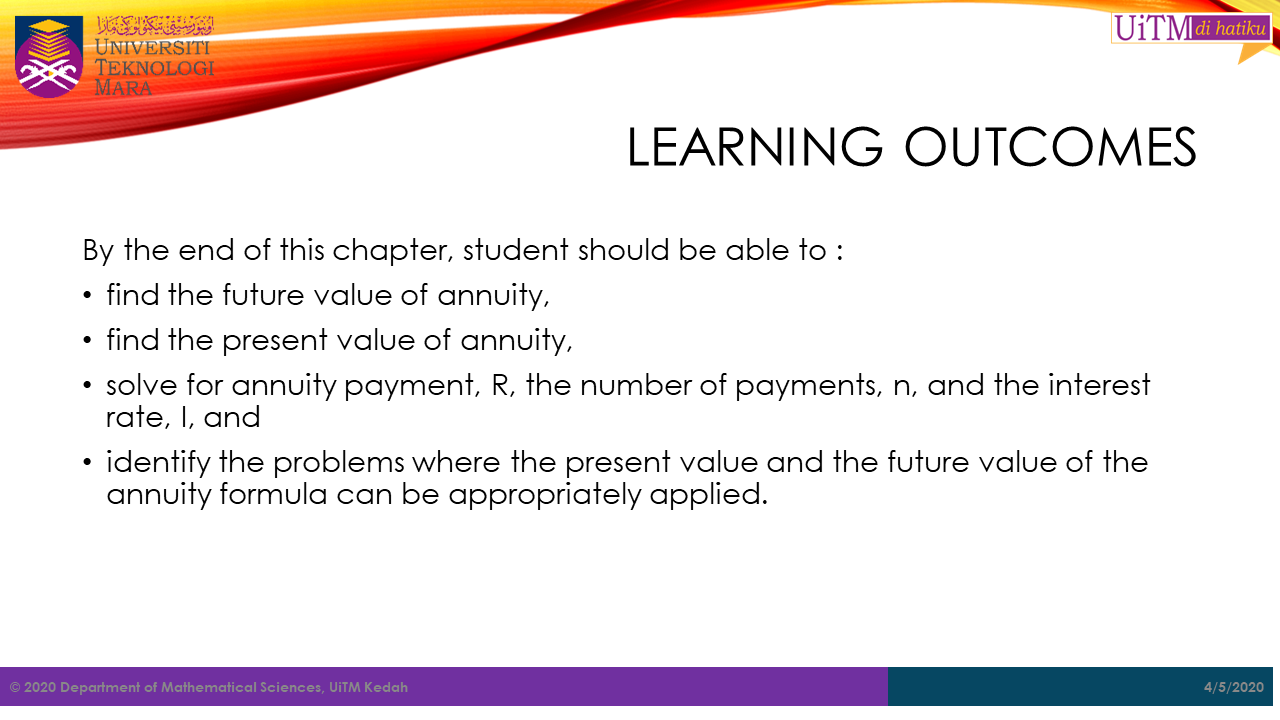 UNIVERSITI
TEKNOLOGI
MARA
UiTM di hatiku
LEARNING OUTCOMES
By the end of this chapter, student should be able to :
• find the future value of annuity,
• find the present value of annuity,
• solve for annuity payment, R, the number of payments, n, and the interest
rate, I, and
• identify the problems where the present value and the future value of the
annuity formula can be appropriately applied.
© 2020 Department of Mathematical Sciences, UiTM Kedah
4/5/2020